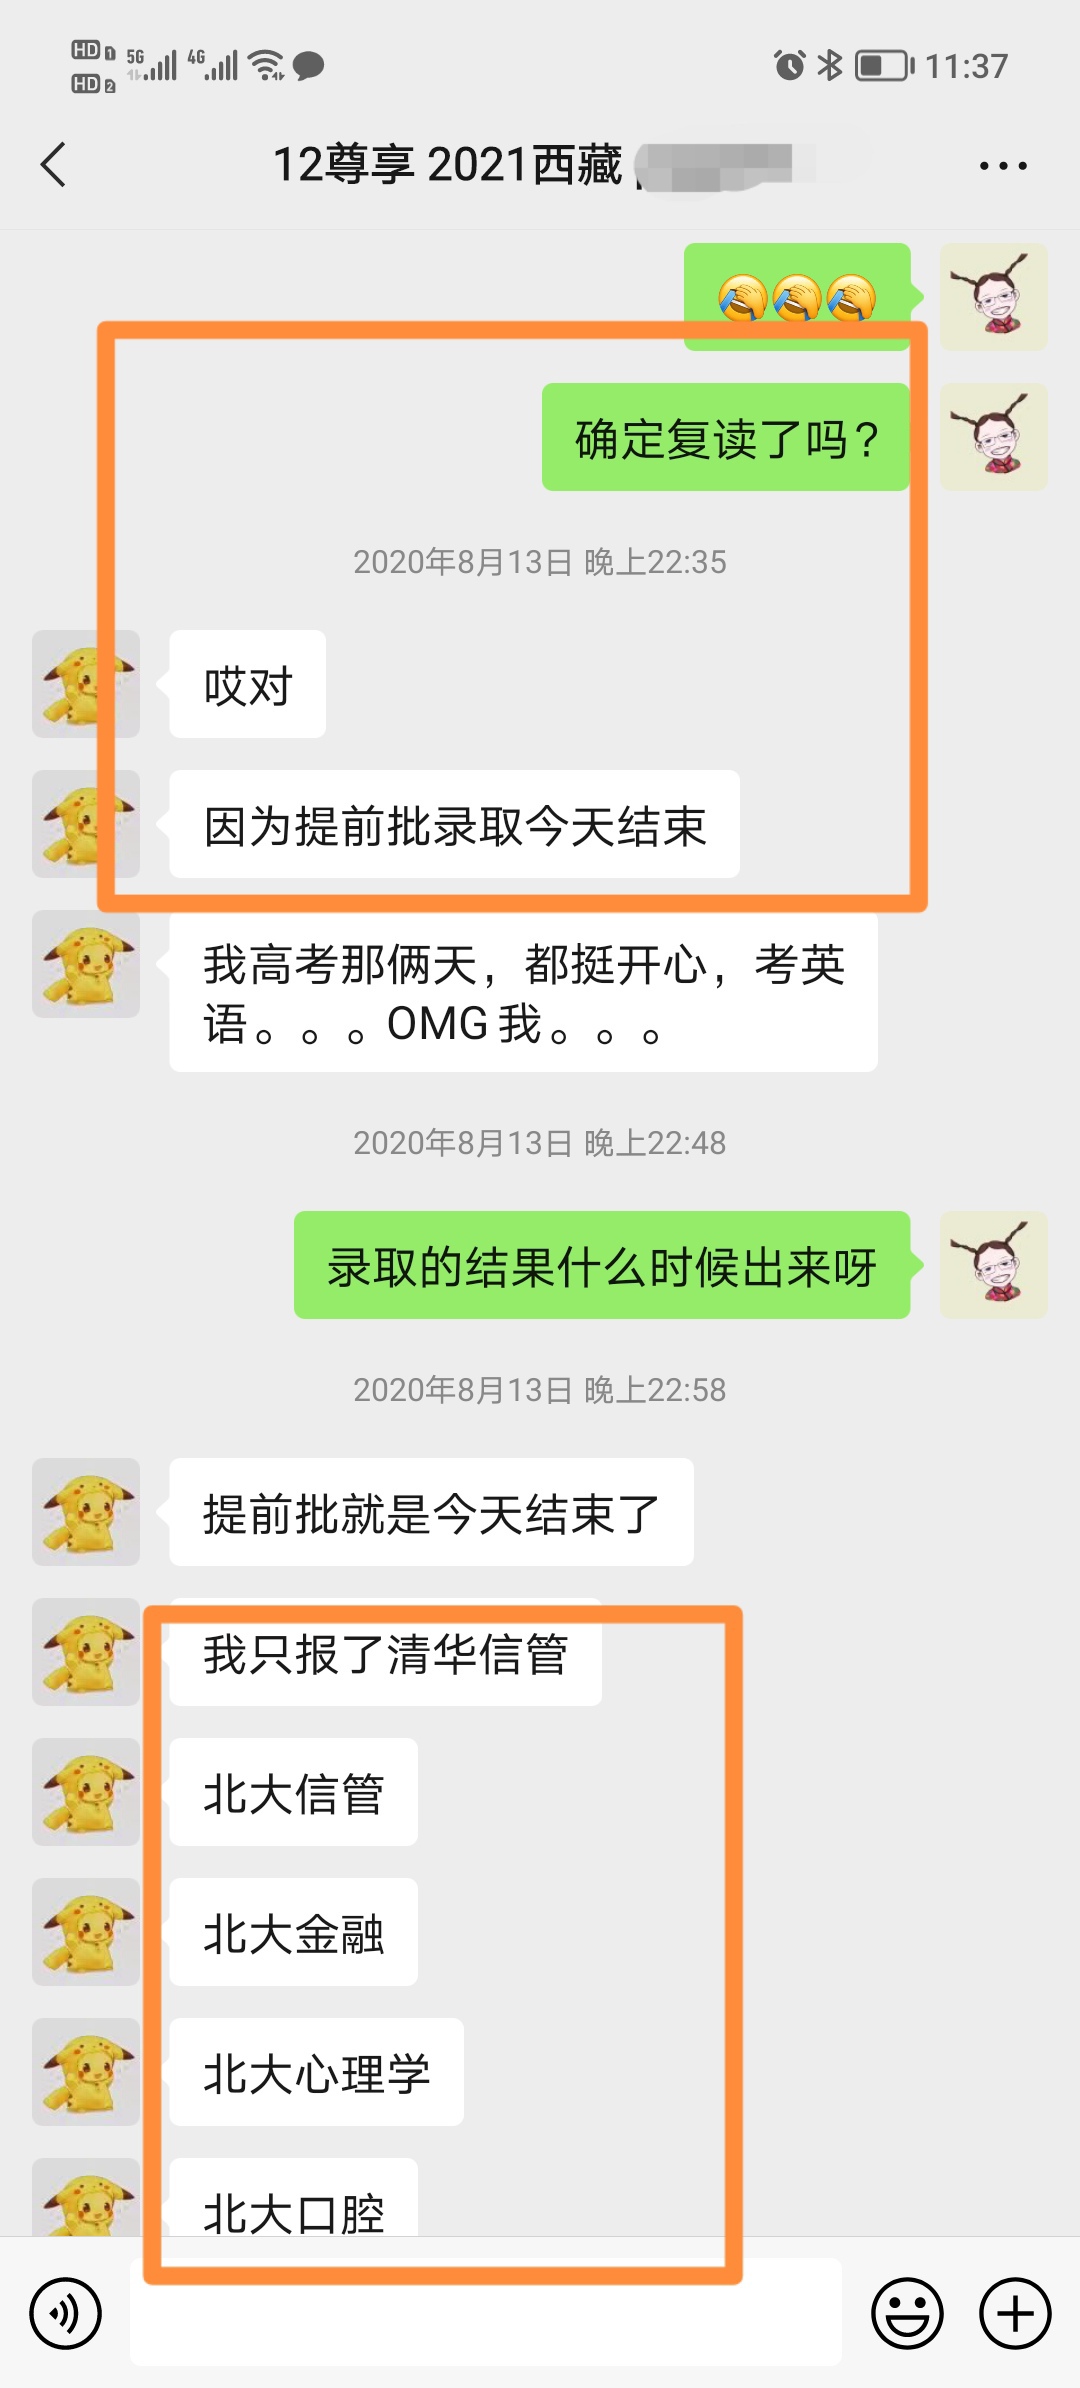 HD 1 5G 4G
HD 2
11:37
12尊享 2021西藏
🤦🤦🤦
确定复读了吗？
2020年8月13日 晚上22:35
哎对
因为提前批录取今天结束
我高考那俩天，都挺开心，考英
语。。。OMG我。。。
2020年8月13日 晚上22:48
录取的结果什么时候出来呀
2020年8月13日 晚上22:58
提前批就是今天结束了
我只报了清华信管
北大信管
北大金融
北大心理学
北大口腔